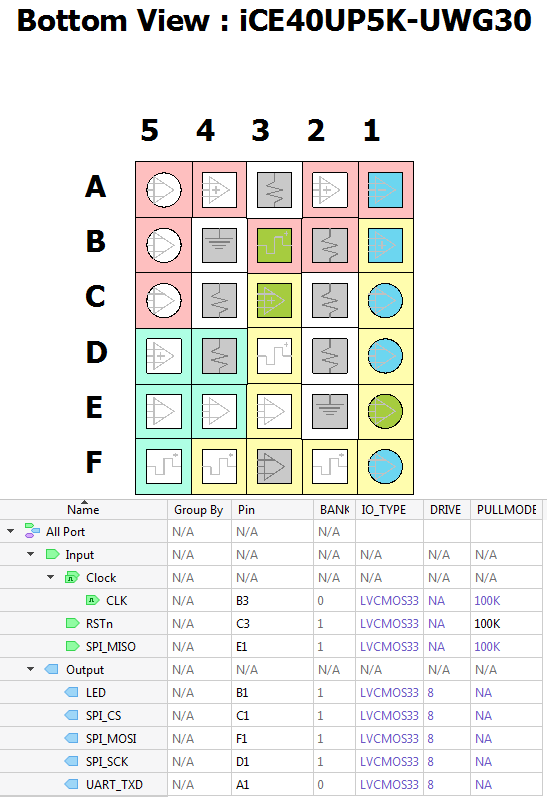 Bottom View : iCE40UP5K-UWG30
5 4 3 2 1
A
B
C
D
E
F
Name Group By Pin BANK IO_TYPE DRIVE PULLMODE
All Port N/A N/A N/A
Input N/A N/A N/A N/A N/A N/A
Clock N/A N/A N/A N/A N/A N/A
CLK N/A B3 0 LVCMOS33 NA 100K
RSTn N/A C3 1 LVCMOS33 NA 100K
SPI_MISO N/A E1 1 LVCMOS33 NA 100K
Output N/A N/A N/A N/A N/A N/A
LED N/A B1 1 LVCMOS33 8 NA
SPI_CS N/A C1 1 LVCMOS33 8 NA
SPI_MOSI N/A F1 1 LVCMOS33 8 NA
SPI_SCK N/A D1 1 LVCMOS33 8 NA
UART_TXD N/A A1 0 LVCMOS33 8 NA